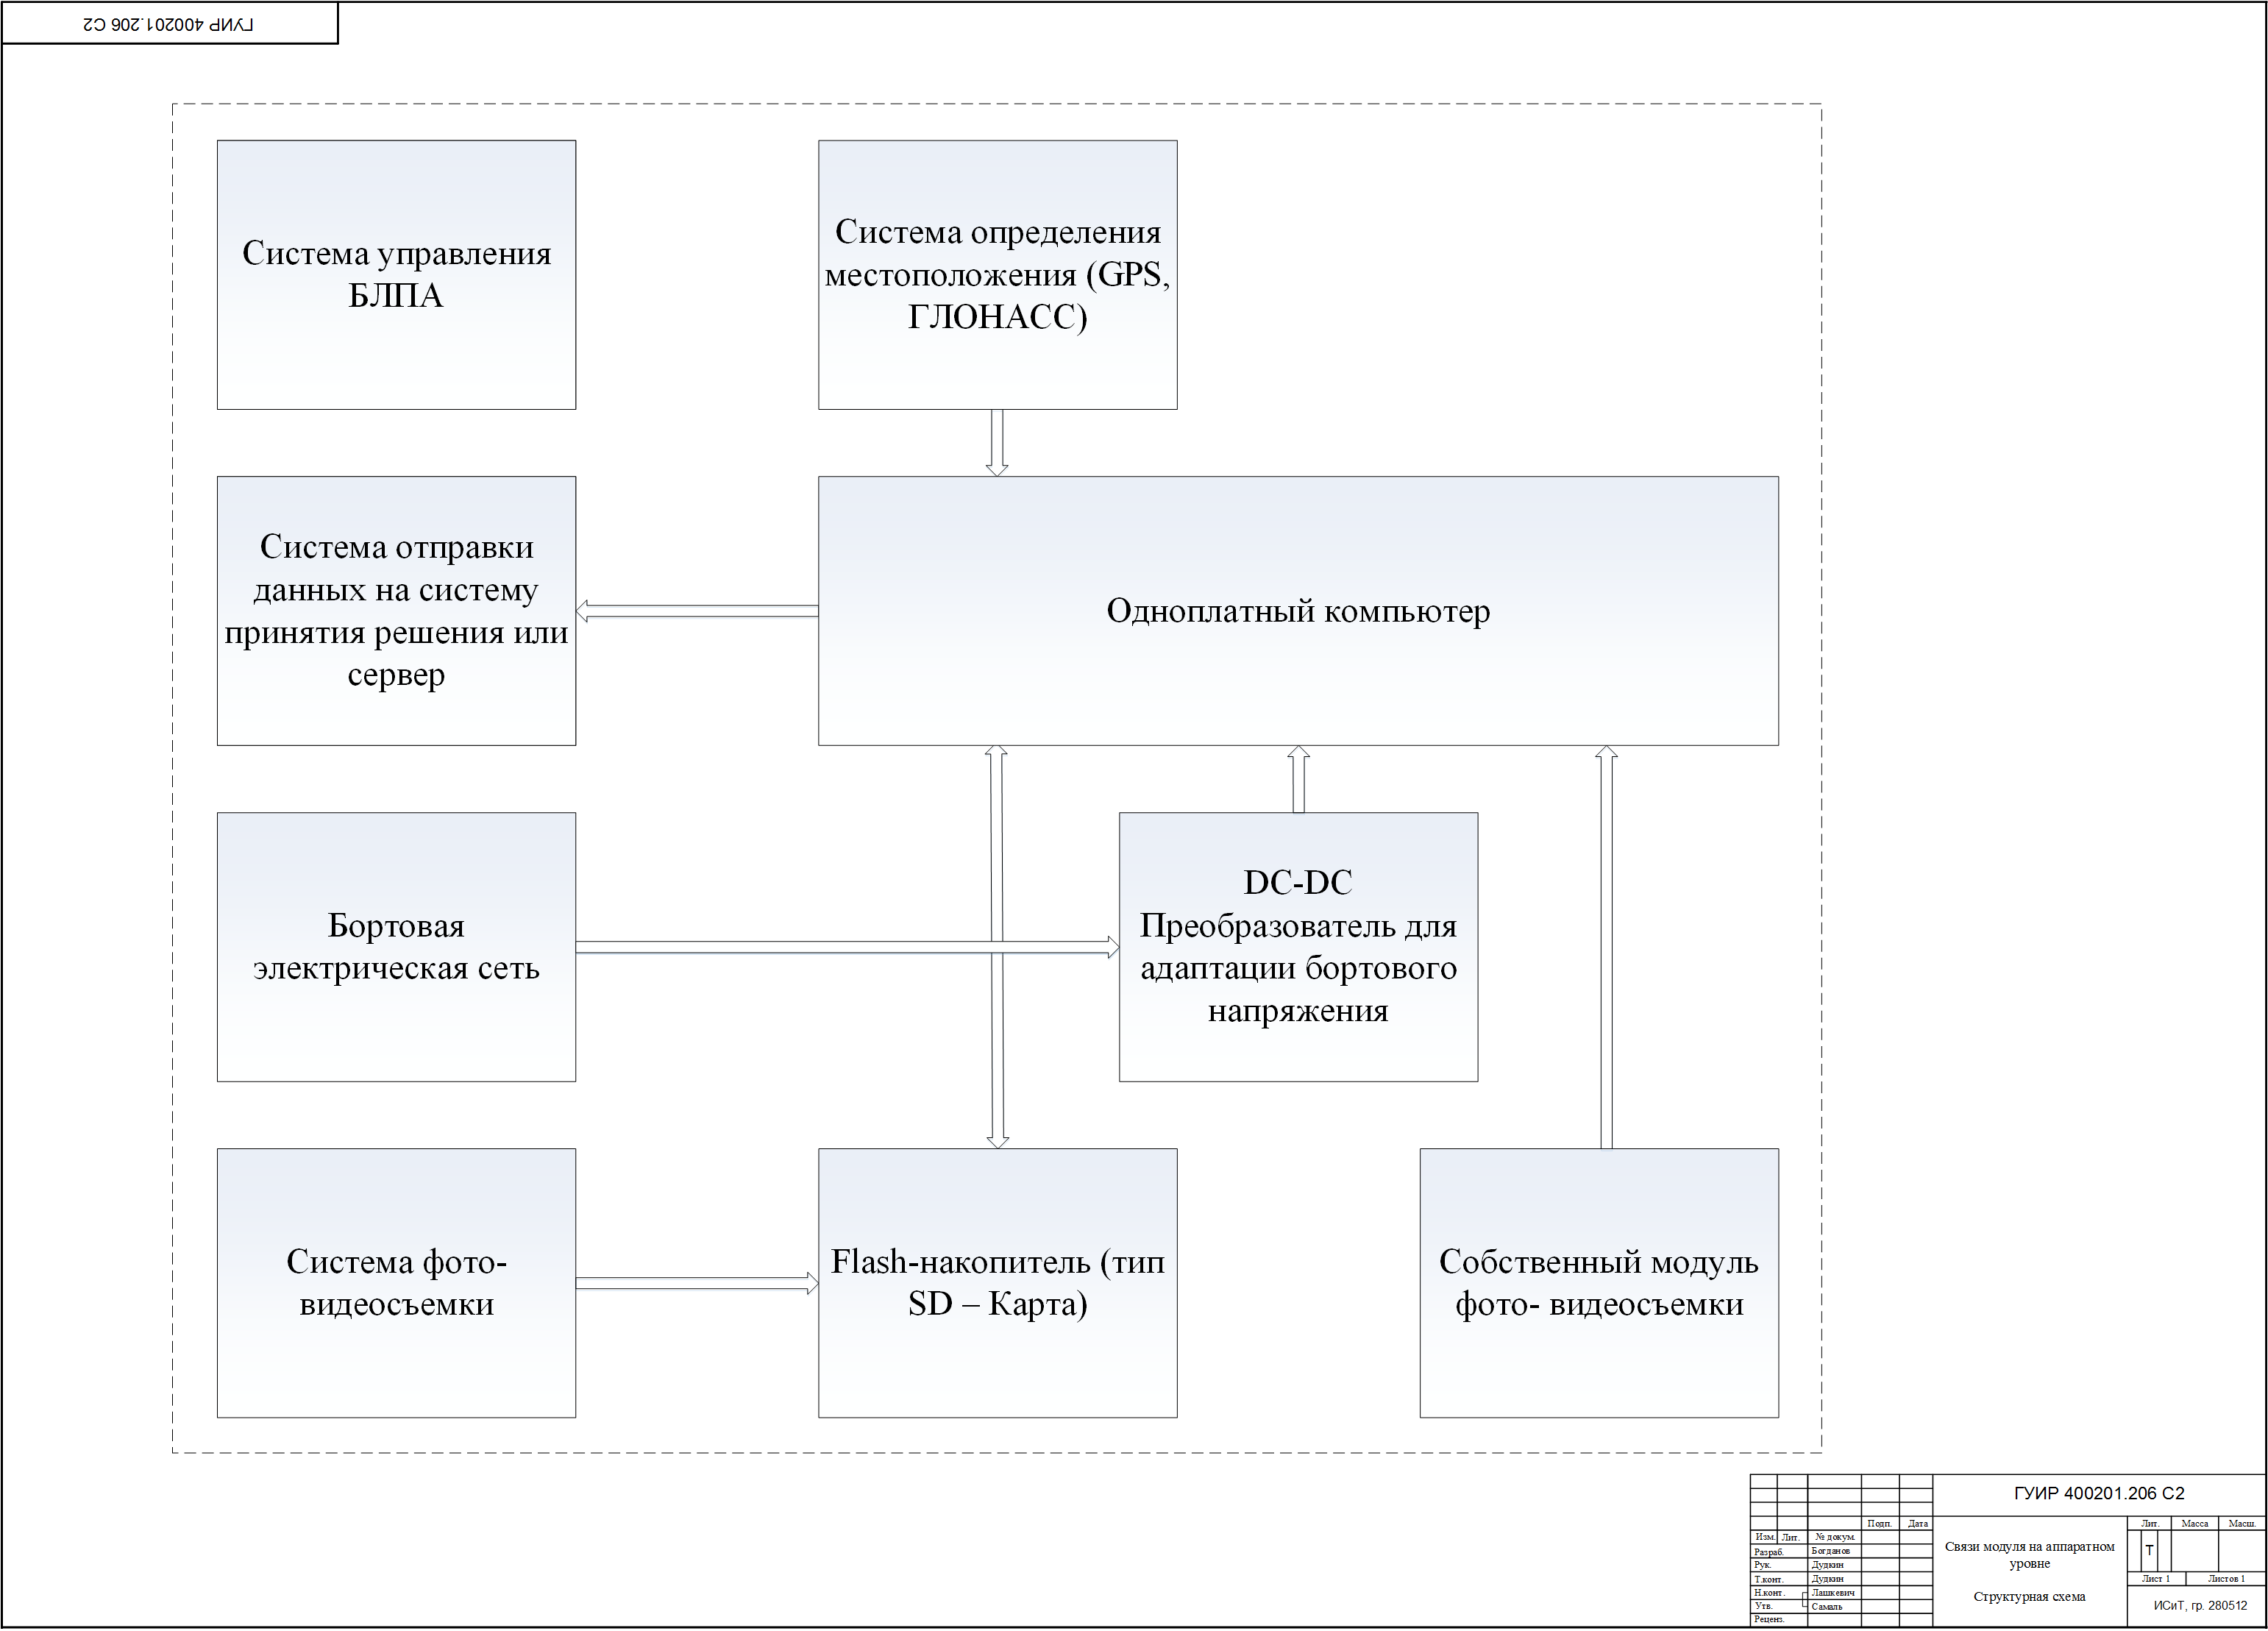 ГУИР 400201.206 С2
Система управления
БЛПА
Система определения
местоположения (GPS,
ГЛОНАСС)
Система отправки
данных на систему
принятия решения или
сервер
Одноплатный компьютер
Бортовая
электрическая сеть
DC-DC
Преобразователь для
адаптации бортового
напряжения
Система фото-
видеосъемки
Flash-накопитель (тип
SD – Карта)
Собственный модуль
фото- видеосъемки
ГУИР 400201.206 С2
Подп. Дата
Изм. Лит. № докум.
Разраб. Богданов
Рук. Дудкин
Т.конт. Дудкин
Н.конт. Лашкевич
Утв. Самаль
Реценз.
Связи модуля на аппаратном
уровне
Структурная схема
Лит. Масса Масш.
Т
Лист 1 Листов 1
ИСиТ, гр. 280512